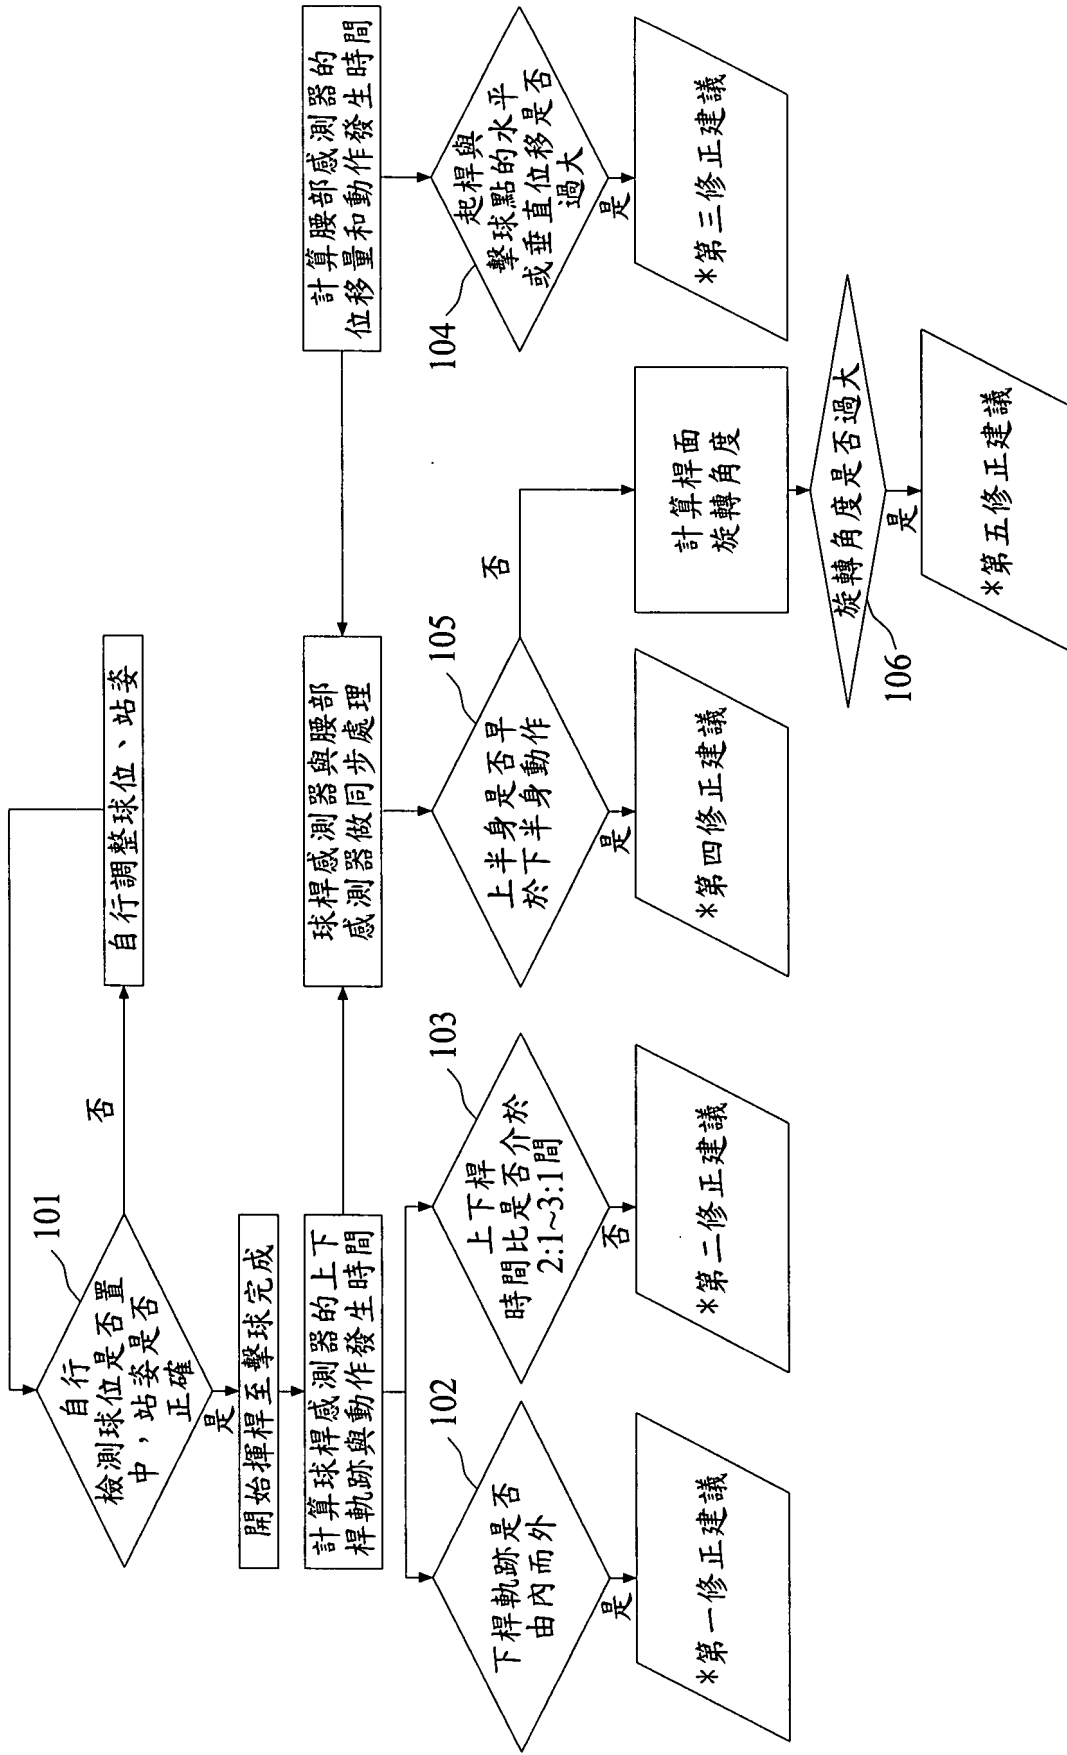 自行
檢測球位是否置
中，站姿是否
正確
101
否
自行調整球位、站姿
是
開始揮桿至擊球完成
計算球桿感測器的上下
桿軌跡與動作發生時間
球桿感測器與腰部
感測器做同步處理
計算腰部感測器的
位移量和動作發生時間
下桿軌跡是否
由內而外
102
是
*第一修正建議
上下桿
時間比是否介於
2:1~3:1間
103
否
*第二修正建議
上半身是否早
於下半身動作
105
是
*第四修正建議
否
計算桿面
旋轉角度
旋轉角度是否過大
106
是
*第五修正建議
起桿與
擊球點的水平
或垂直位移是否
過大
104
是
*第三修正建議